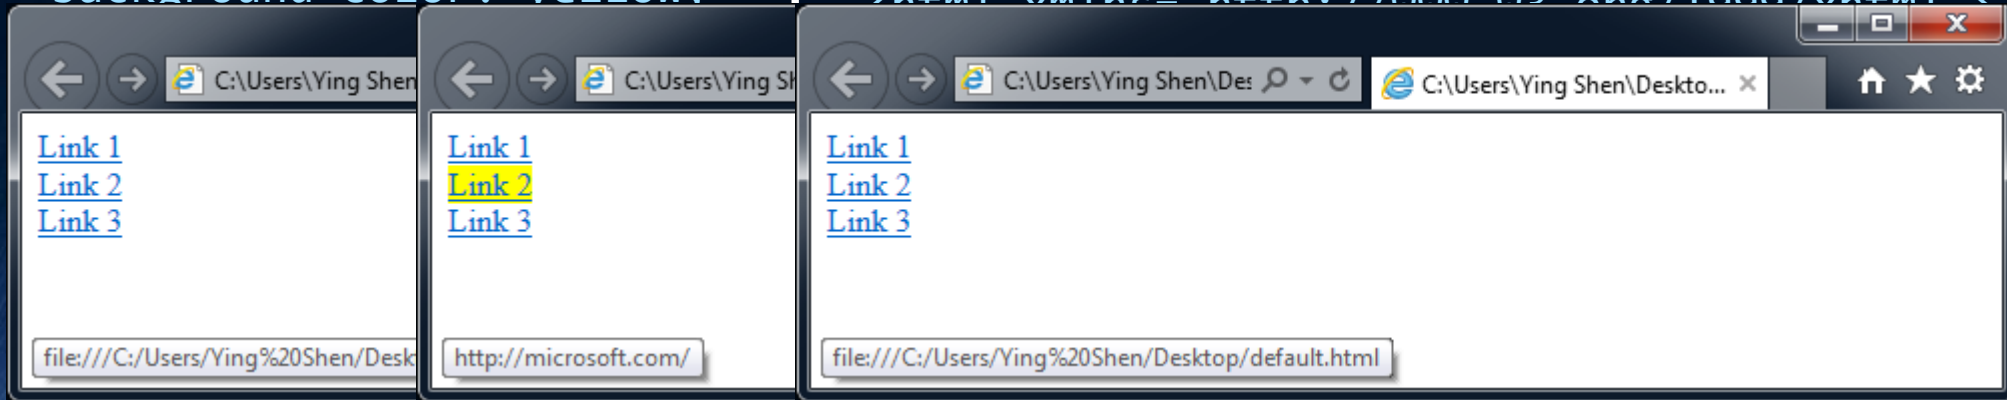 C:\Users\Ying Shen
Link 1
Link 2
Link 3
file:///C:/Users/Ying%20Shen/Desk
C:\Users\Ying Sh
Link 1
Link 2
Link 3
http://microsoft.com/
C:\Users\Ying Shen\Des
C:\Users\Ying Shen\Deskto...
Link 1
Link 2
Link 3
file:///C:/Users/Ying%20Shen/Desktop/default.html